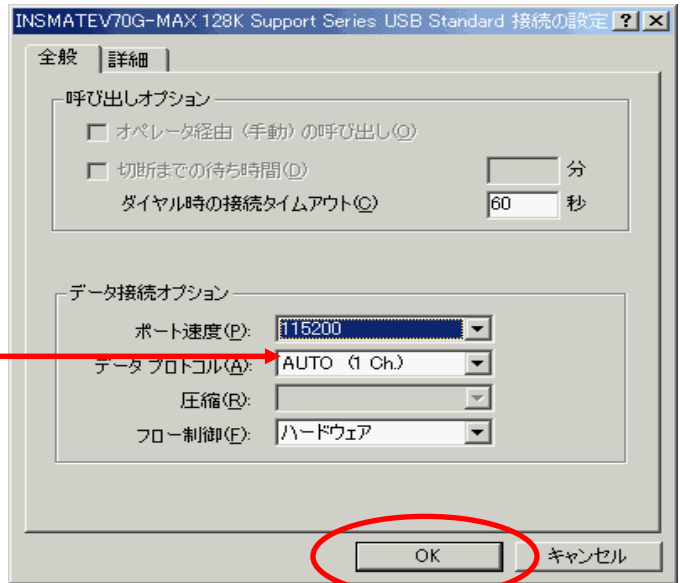 INSMATEV70G-MAX 128K Support Series USB Standard 接続の設定
全般 詳細
呼び出しオプション
オペレータ経由 (手動) の呼び出し(O)
切断までの待ち時間(D) 分
ダイヤル時の接続タイムアウト(C) 60 秒
データ接続オプション
ポート速度(P): 115200
データ プロトコル(A): AUTO (1 Ch.)
圧縮(R):
フロー制御(F): ハードウェア
OK キャンセル